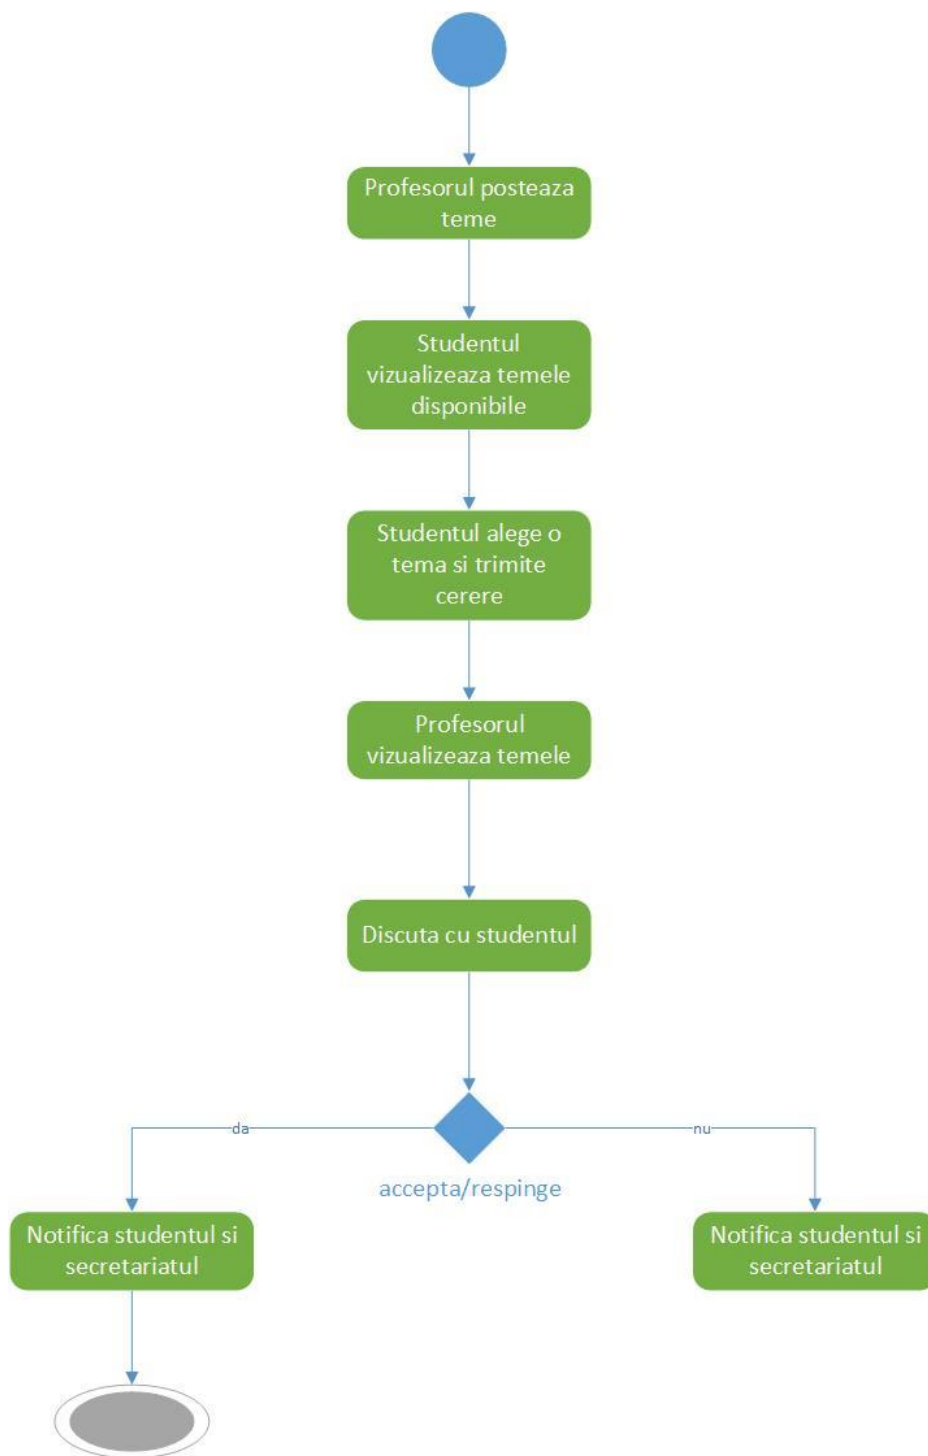 Profesorul posteaza
teme
Studentul
vizualizeaza temele
disponibile
Studentul alege o
tema si trimite
cerere
Profesorul
vizualizeaza temele
Discuta cu studentul
da
nu
accepta/respinge
Notifica studentul si
secretariatul
Notifica studentul si
secretariatul